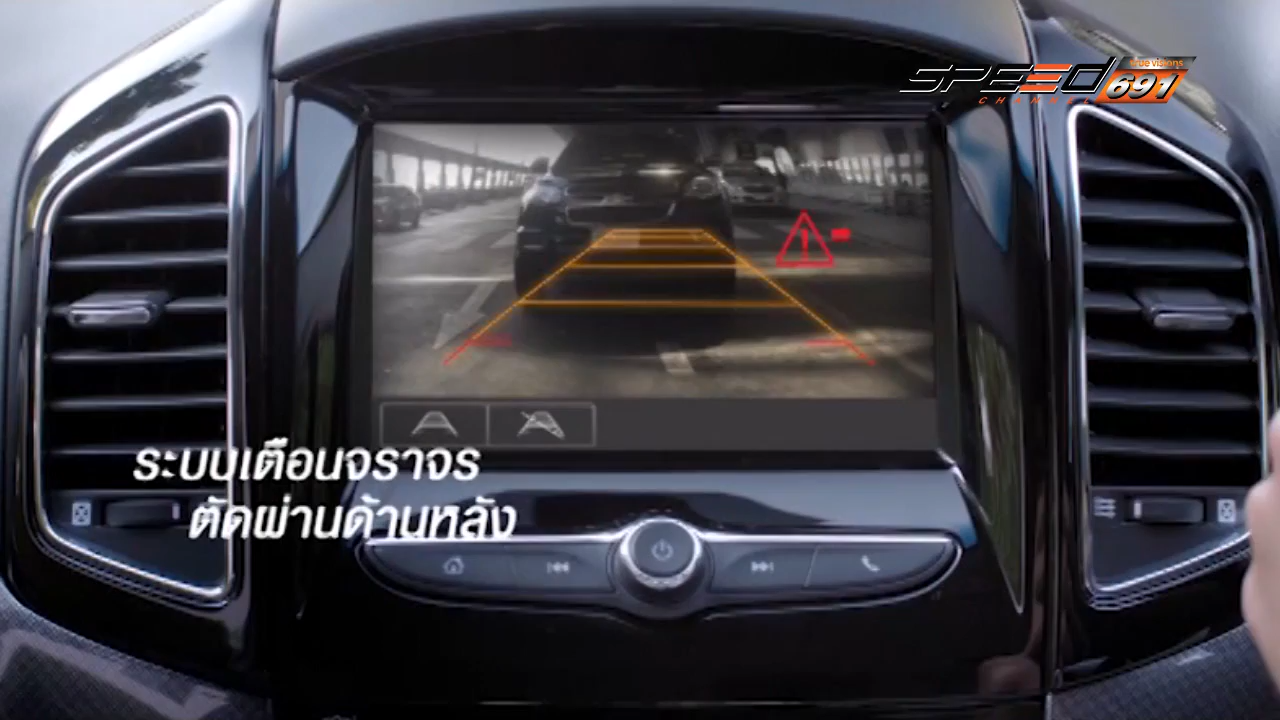 true visions
SPEED 691
CHANNEL
ระบบเตือนจราจร
ตัดผ่านด้านหลัง